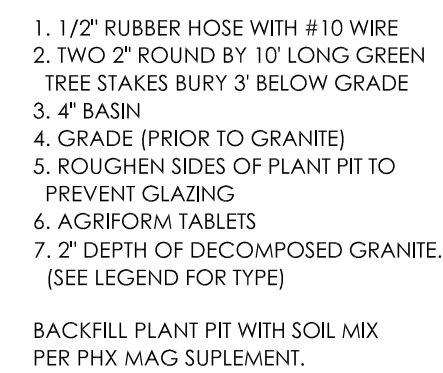 1. 1/2" RUBBER HOSE WITH #10 WIRE
2. TWO 2" ROUND BY 10' LONG GREEN
TREE STAKES BURY 3' BELOW GRADE
3. 4" BASIN
4. GRADE (PRIOR TO GRANITE)
5. ROUGHEN SIDES OF PLANT PIT TO
PREVENT GLAZING
6. AGRIFORM TABLETS
7. 2" DEPTH OF DECOMPOSED GRANITE.
(SEE LEGEND FOR TYPE)
BACKFILL PLANT PIT WITH SOIL MIX
PER PHX MAG SUPLEMENT.